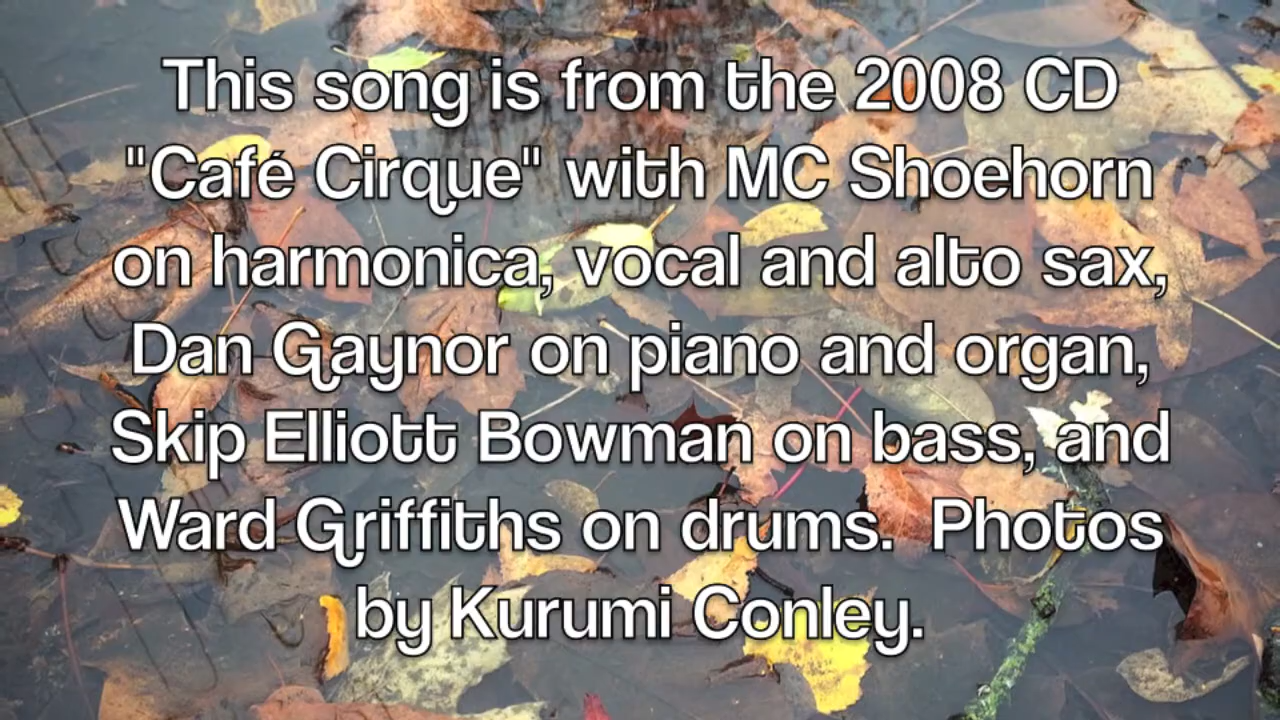 This song is from the 2008 CD
"Café Cirque" with MC Shoehorn
on harmonica, vocal and alto sax,
Dan Gaynor on piano and organ,
Skip Elliott Bowman on bass, and
Ward Griffiths on drums.  Photos
by Kurumi Conley.